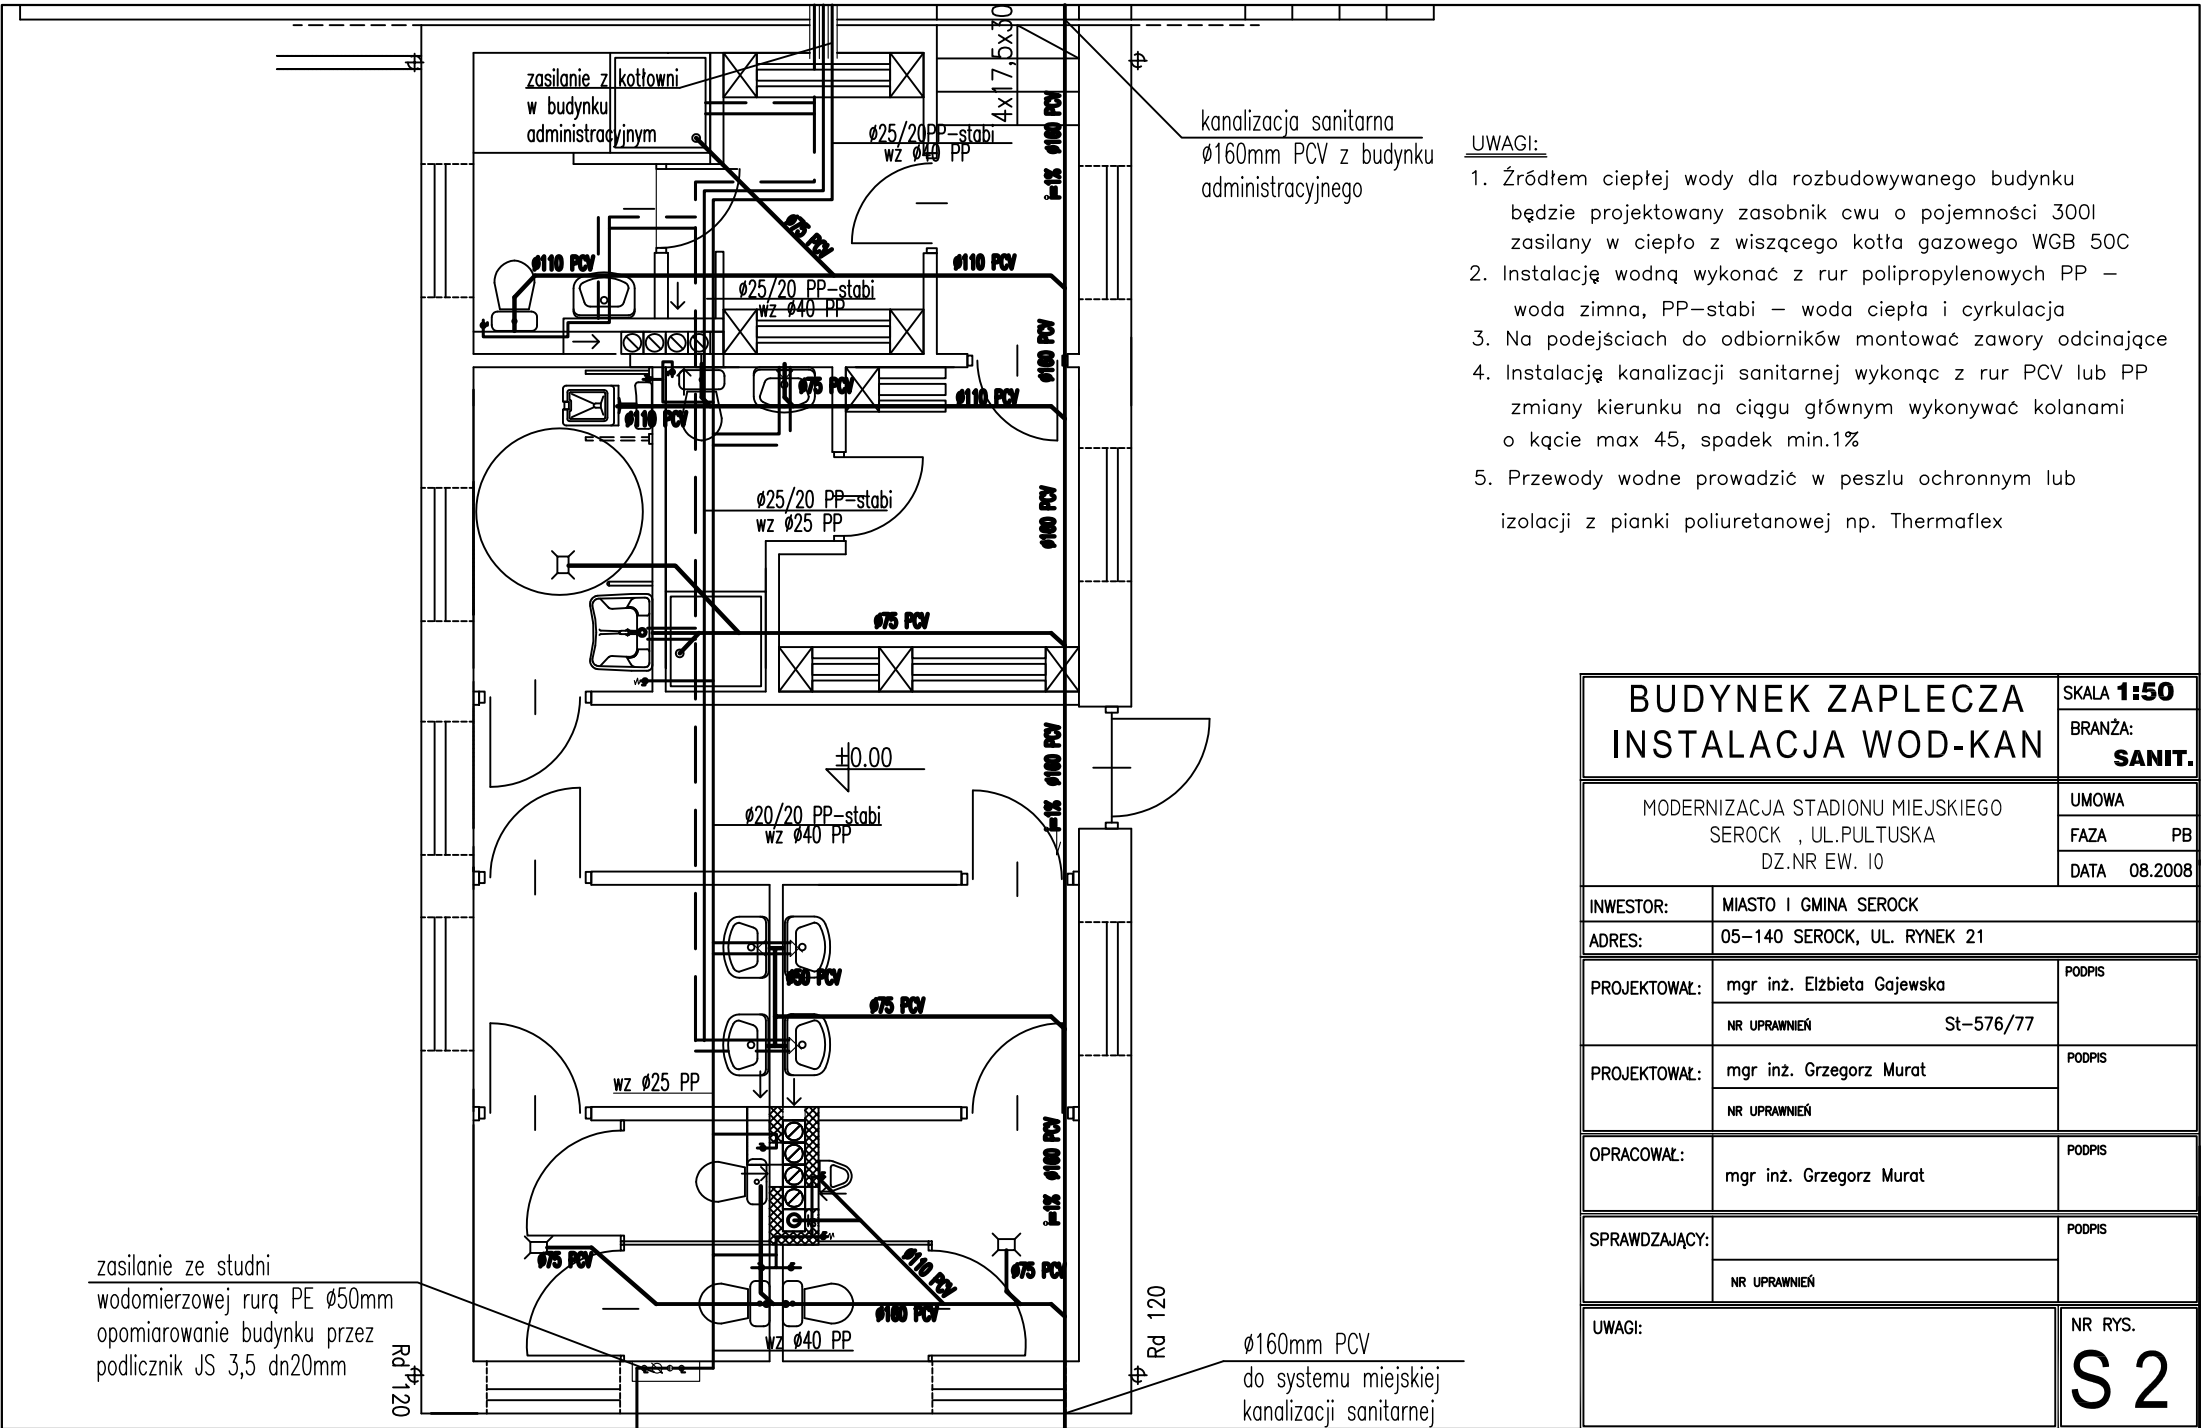 zasilanie z kotłowni
w budynku
administracyjnym
ø25/20PP-stabi
wz ø40 PP
4x17,5x30
i=1% ø160 PCV
kanalizacja sanitarna
ø160mm PCV z budynku
administracyjnego
ø75 PCV
ø110 PCV
ø110 PCV
ø25/20 PP-stabi
wz ø40 PP
ø160 PCV
ø75 PCV
ø110 PCV
ø110 PCV
ø25/20 PP-stabi
wz ø25 PP
ø160 PCV
ø75 PCV
±0.00
i=1% ø160 PCV
ø20/20 PP-stabi
wz ø40 PP
ø50 PCV
ø75 PCV
wz ø25 PP
i=1% ø160 PCV
ø75 PCV
ø110 PCV
ø75 PCV
ø160 PCV
wz ø40 PP
zasilanie ze studni
wodomierzowej rurą PE ø50mm
opomiarowanie budynku przez
podlicznik JS 3,5 dn20mm
Rd 120
Rd 120
ø160mm PCV
do systemu miejskiej
kanalizacji sanitarnej
UWAGI:
1. Źródłem ciepłej wody dla rozbudowywanego budynku
będzie projektowany zasobnik cwu o pojemności 300l
zasilany w ciepło z wiszącego kotła gazowego WGB 50C
2. Instalację wodną wykonać z rur polipropylenowych PP –
woda zimna, PP-stabi – woda ciepła i cyrkulacja
3. Na podejściach do odbiorników montować zawory odcinające
4. Instalację kanalizacji sanitarnej wykonąc z rur PCV lub PP
zmiany kierunku na ciągu głównym wykonywać kolanami
o kącie max 45, spadek min.1%
5. Przewody wodne prowadzić w peszlu ochronnym lub
izolacji z pianki poliuretanowej np. Thermaflex
BUDYNEK ZAPLECZA
INSTALACJA WOD-KAN
SKALA 1:50
BRANŻA:
SANIT.
MODERNIZACJA STADIONU MIEJSKIEGO
SEROCK , UL.PULTUSKA
DZ.NR EW. 10
UMOWA
FAZA PB
DATA 08.2008
INWESTOR: MIASTO I GMINA SEROCK
ADRES: 05-140 SEROCK, UL. RYNEK 21
PROJEKTOWAŁ: mgr inż. Elżbieta Gajewska
PODPIS
NR UPRAWNIEŃ St-576/77
PROJEKTOWAŁ: mgr inż. Grzegorz Murat
PODPIS
NR UPRAWNIEŃ
OPRACOWAŁ: mgr inż. Grzegorz Murat
PODPIS
SPRAWDZAJĄCY:
PODPIS
NR UPRAWNIEŃ
UWAGI:
NR RYS.
S 2